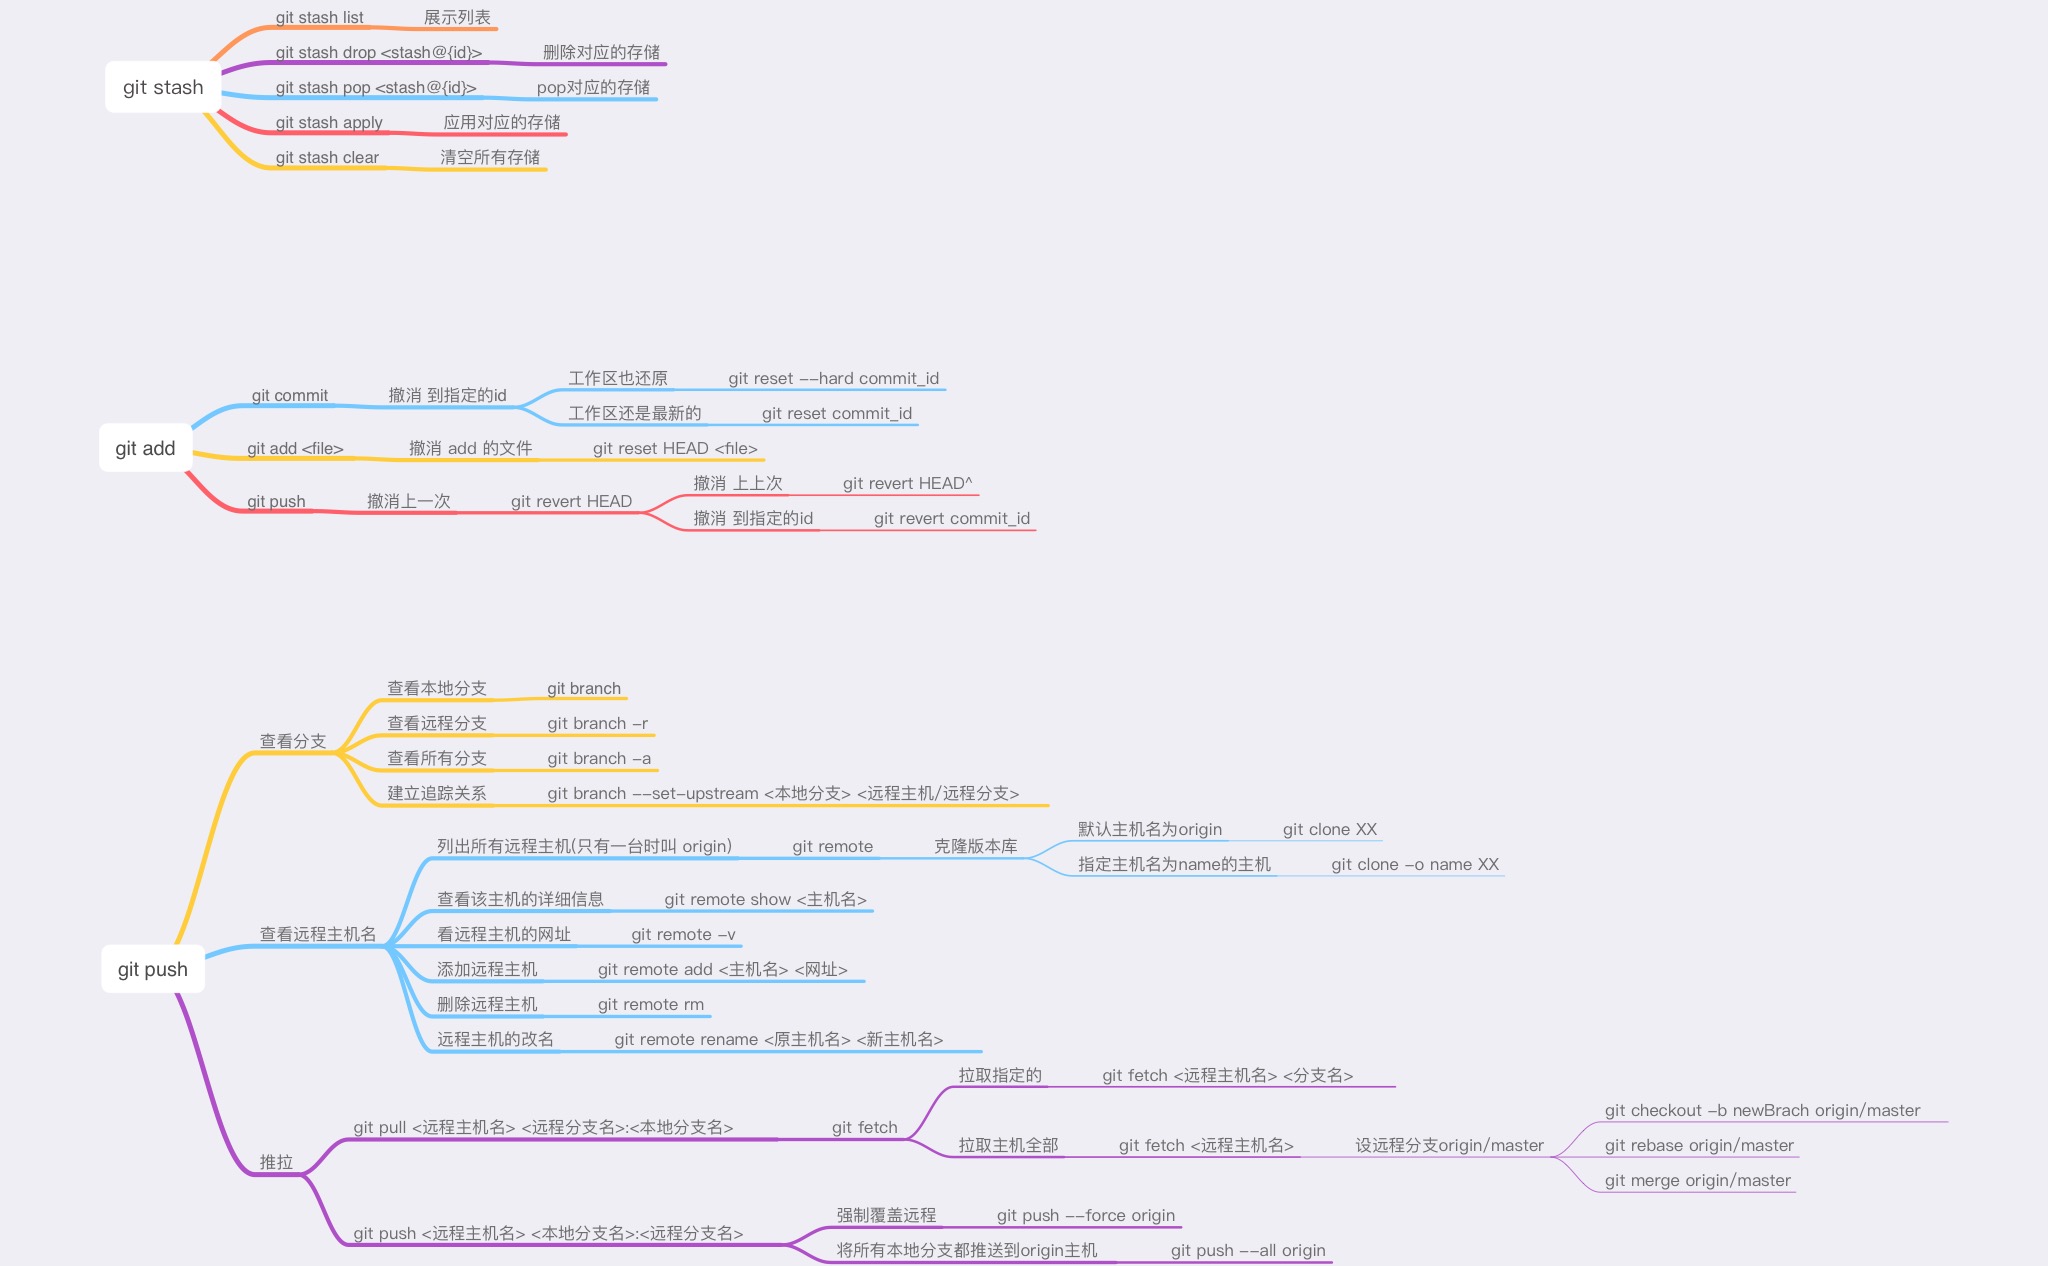 git stash
git stash list 展示列表
git stash drop <stash@{id}> 删除对应的存储
git stash pop <stash@{id}> pop对应的存储
git stash apply 应用对应的存储
git stash clear 清空所有存储
git add
git commit 撤消 到指定的id
工作区也还原 git reset --hard commit_id
工作区还是最新的 git reset commit_id
git add <file> 撤消 add 的文件 git reset HEAD <file>
git push 撤消上一次 git revert HEAD
撤消 上上次 git revert HEAD^
撤消 到指定的id git revert commit_id
git push
查看分支
查看本地分支 git branch
查看远程分支 git branch -r
查看所有分支 git branch -a
建立追踪关系 git branch --set-upstream <本地分支> <远程主机/远程分支>
查看远程主机名
列出所有远程主机(只有一台时叫 origin) git remote 克隆版本库
默认主机名为origin git clone XX
指定主机名为name的主机 git clone -o name XX
查看该主机的详细信息 git remote show <主机名>
看远程主机的网址 git remote -v
添加远程主机 git remote add <主机名> <网址>
删除远程主机 git remote rm
远程主机的改名 git remote rename <原主机名> <新主机名>
推拉
git pull <远程主机名> <远程分支名>:<本地分支名> git fetch
拉取指定的 git fetch <远程主机名> <分支名>
拉取主机全部 git fetch <远程主机名> 设远程分支origin/master
git checkout -b newBrach origin/master
git rebase origin/master
git merge origin/master
git push <远程主机名> <本地分支名>:<远程分支名>
强制覆盖远程 git push --force origin
将所有本地分支都推送到origin主机 git push --all origin